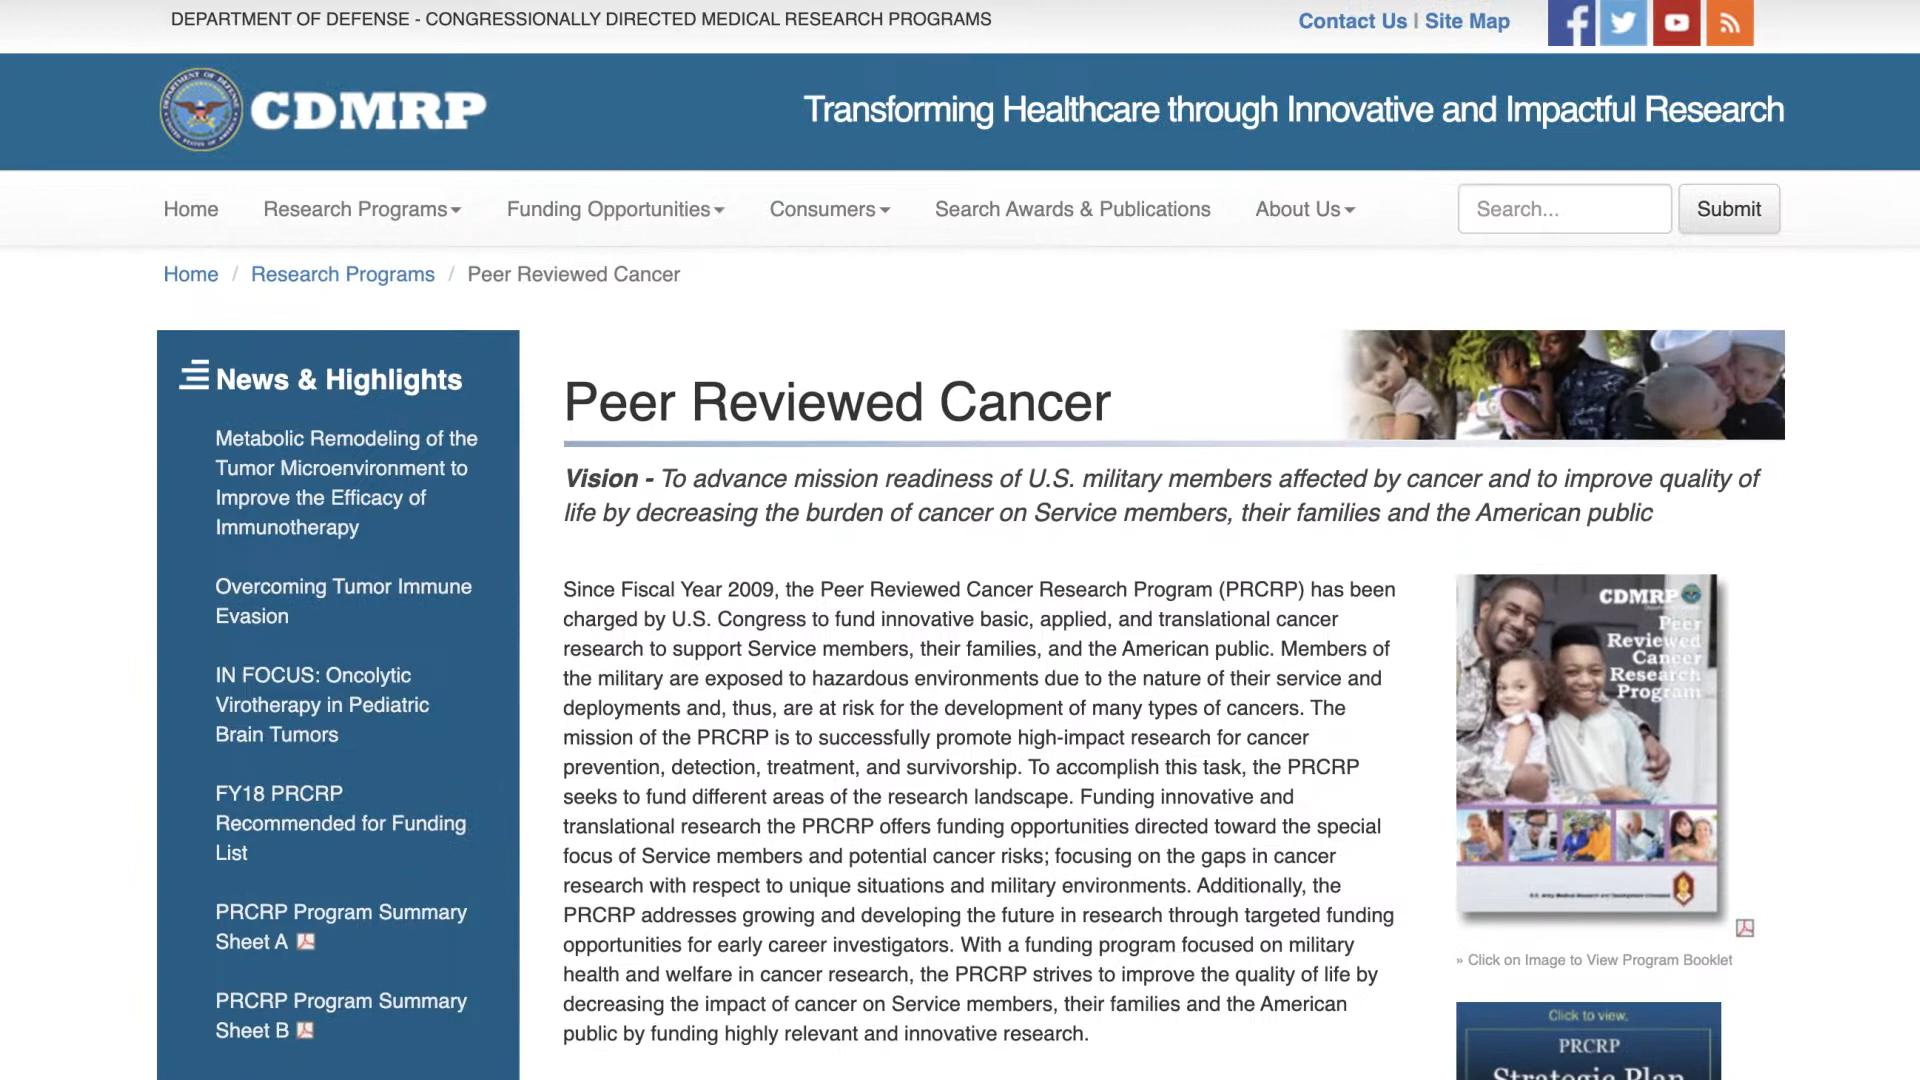 DEPARTMENT OF DEFENSE - CONGRESSIONALLY DIRECTED MEDICAL RESEARCH PROGRAMS
Contact Us | Site Map
CDMRP
Transforming Healthcare through Innovative and Impactful Research
Home
Research Programs
Funding Opportunities
Consumers
Search Awards & Publications
About Us
Search...
Submit
Home / Research Programs / Peer Reviewed Cancer
News & Highlights
Metabolic Remodeling of the
Tumor Microenvironment to
Improve the Efficacy of
Immunotherapy
Overcoming Tumor Immune
Evasion
IN FOCUS: Oncolytic
Virotherapy in Pediatric
Brain Tumors
FY18 PRCRP
Recommended for Funding
List
PRCRP Program Summary
Sheet A
PRCRP Program Summary
Sheet B
Peer Reviewed Cancer
Vision - To advance mission readiness of U.S. military members affected by cancer and to improve quality of
life by decreasing the burden of cancer on Service members, their families and the American public
Since Fiscal Year 2009, the Peer Reviewed Cancer Research Program (PRCRP) has been
charged by U.S. Congress to fund innovative basic, applied, and translational cancer
research to support Service members, their families, and the American public. Members of
the military are exposed to hazardous environments due to the nature of their service and
deployments and, thus, are at risk for the development of many types of cancers. The
mission of the PRCRP is to successfully promote high-impact research for cancer
prevention, detection, treatment, and survivorship. To accomplish this task, the PRCRP
seeks to fund different areas of the research landscape. Funding innovative and
translational research the PRCRP offers funding opportunities directed toward the special
focus of Service members and potential cancer risks; focusing on the gaps in cancer
research with respect to unique situations and military environments. Additionally, the
PRCRP addresses growing and developing the future in research through targeted funding
opportunities for early career investigators. With a funding program focused on military
health and welfare in cancer research, the PRCRP strives to improve the quality of life by
decreasing the impact of cancer on Service members, their families and the American
public by funding highly relevant and innovative research.
CDMRP
Peer
Reviewed
Cancer
Research
Program
» Click on Image to View Program Booklet
Click to view.
PRCRP
Strategic Plan